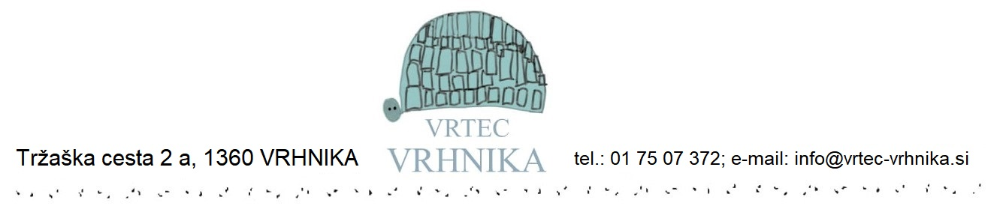 VRTEC
VRHNIKA
Tržaška cesta 2 a, 1360 VRHNIKA
tel.: 01 75 07 372; e-mail: info@vrtec-vrhnika.si